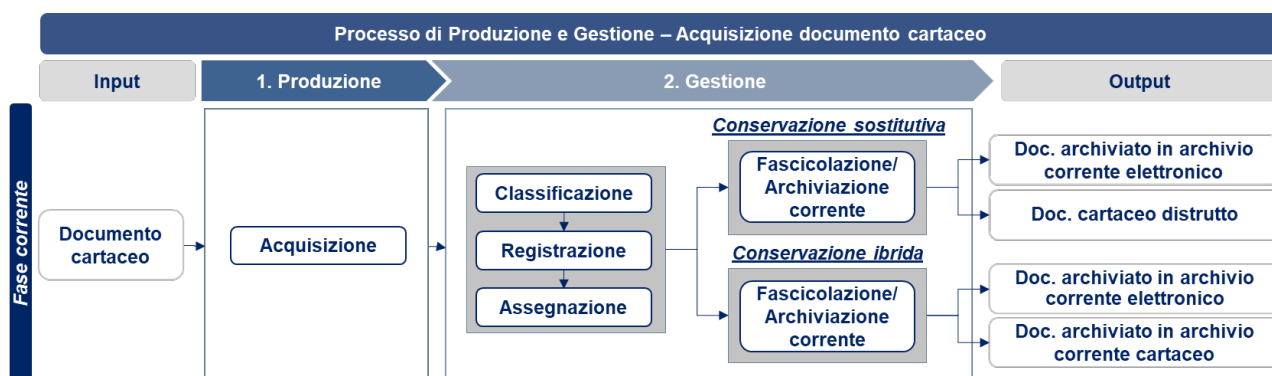 Processo di Produzione e Gestione – Acquisizione documento cartaceo
Input
1. Produzione
2. Gestione
Output
Fase corrente
Documento
cartaceo
Acquisizione
Classificazione
Registrazione
Assegnazione
Conservazione sostitutiva
Fascicolazione/
Archiviazione
corrente
Conservazione ibrida
Fascicolazione/
Archiviazione
corrente
Doc. archiviato in archivio
corrente elettronico
Doc. cartaceo distrutto
Doc. archiviato in archivio
corrente elettronico
Doc. archiviato in archivio
corrente cartaceo